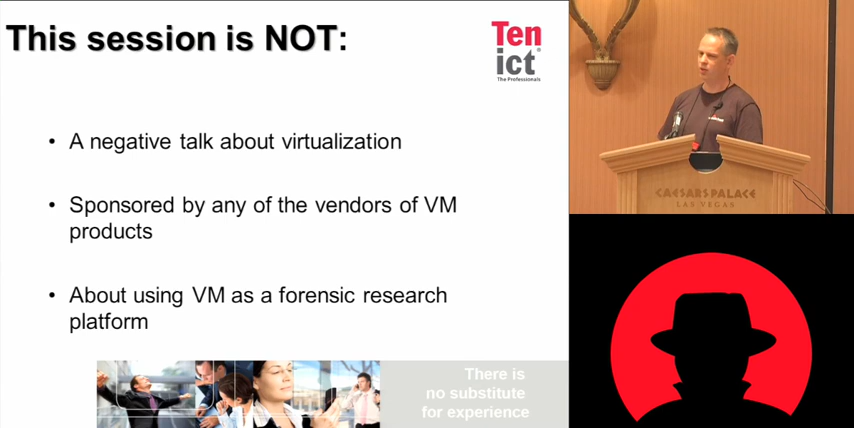 This session is NOT:
Ten
ict
The Professionals
• A negative talk about virtualization
• Sponsored by any of the vendors of VM
products
• About using VM as a forensic research
platform
There is
no substitute
for experience
CAESARS PALACE
LAS VEGAS